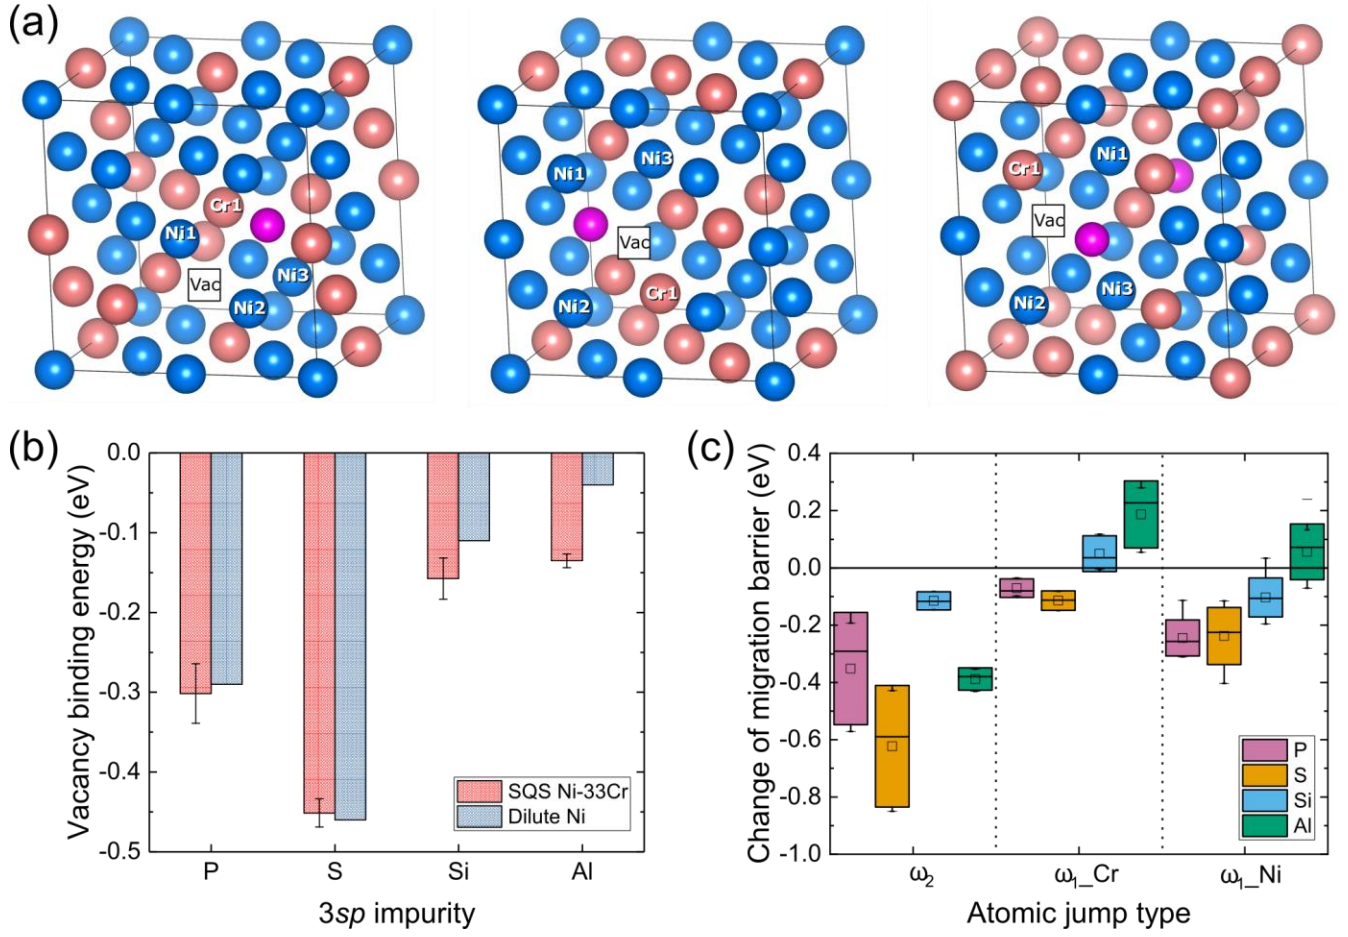 (a)
Cr1
Ni1
Ni3
Vac
Ni2
Ni3
Ni1
Vac
Cr1
Ni2
Ni1
Cr1
Vac
Ni3
Ni2
(b)
Vacancy binding energy (eV)
0.0
-0.1
-0.2
-0.3
-0.4
-0.5
SQS Ni-33Cr
Dilute Ni
P S Si Al
3sp impurity
(c)
Change of migration barrier (eV)
0.4
0.2
0
-0.2
-0.4
-0.6
-0.8
-1.0
P
S
Si
Al
ω₂ ω₁_Cr ω₁_Ni
Atomic jump type